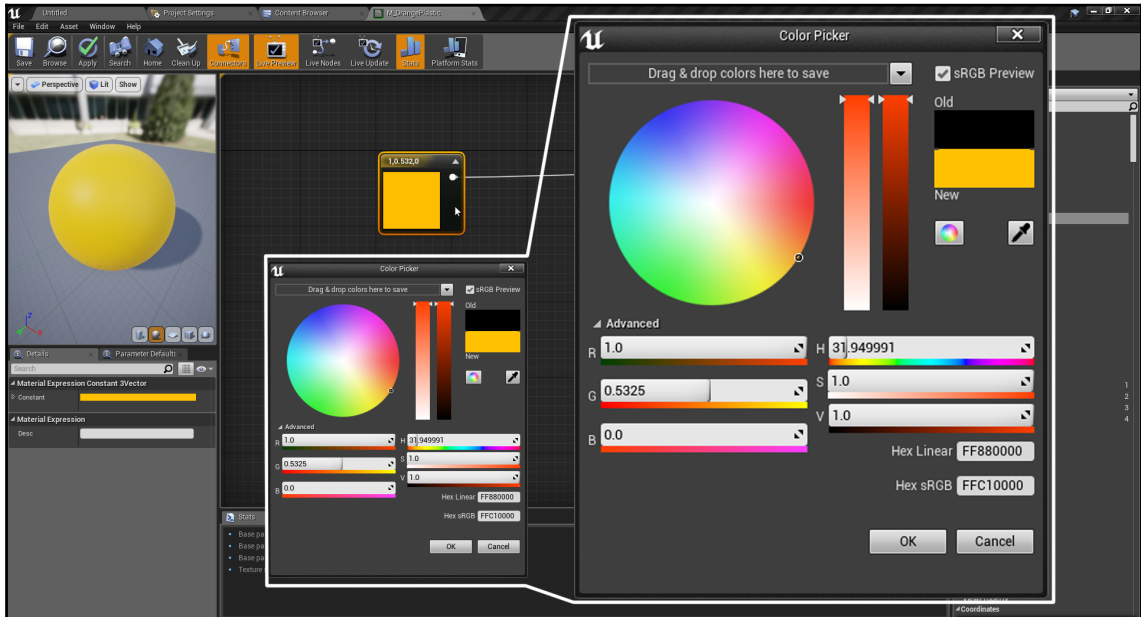 Untitled
Project Settings
Content Browser
M_OrangePlastic
File Edit Asset Window Help
Save Browse Apply Search Home Clean Up Connectors Live Preview Live Nodes Live Update Stats Platform Stats
Perspective Lit Show
1,0.532,0
Z
X
Details
Parameter Defaults
Search
Material Expression Constant 3Vector
Constant
Material Expression
Desc
Color Picker
Drag & drop colors here to save
sRGB Preview
Old
New
Advanced
R 1.0
H 31.949991
G 0.5325
S 1.0
B 0.0
V 1.0
Hex Linear FF880000
Hex sRGB FFC10000
OK Cancel
Stats
Base pa
Base pa
Base pa
Texture
Color Picker
Drag & drop colors here to save
sRGB Preview
Old
New
Advanced
R 1.0
H 31.949991
G 0.5325
S 1.0
B 0.0
V 1.0
Hex Linear FF880000
Hex sRGB FFC10000
OK Cancel
1
2
3
4
Coordinates